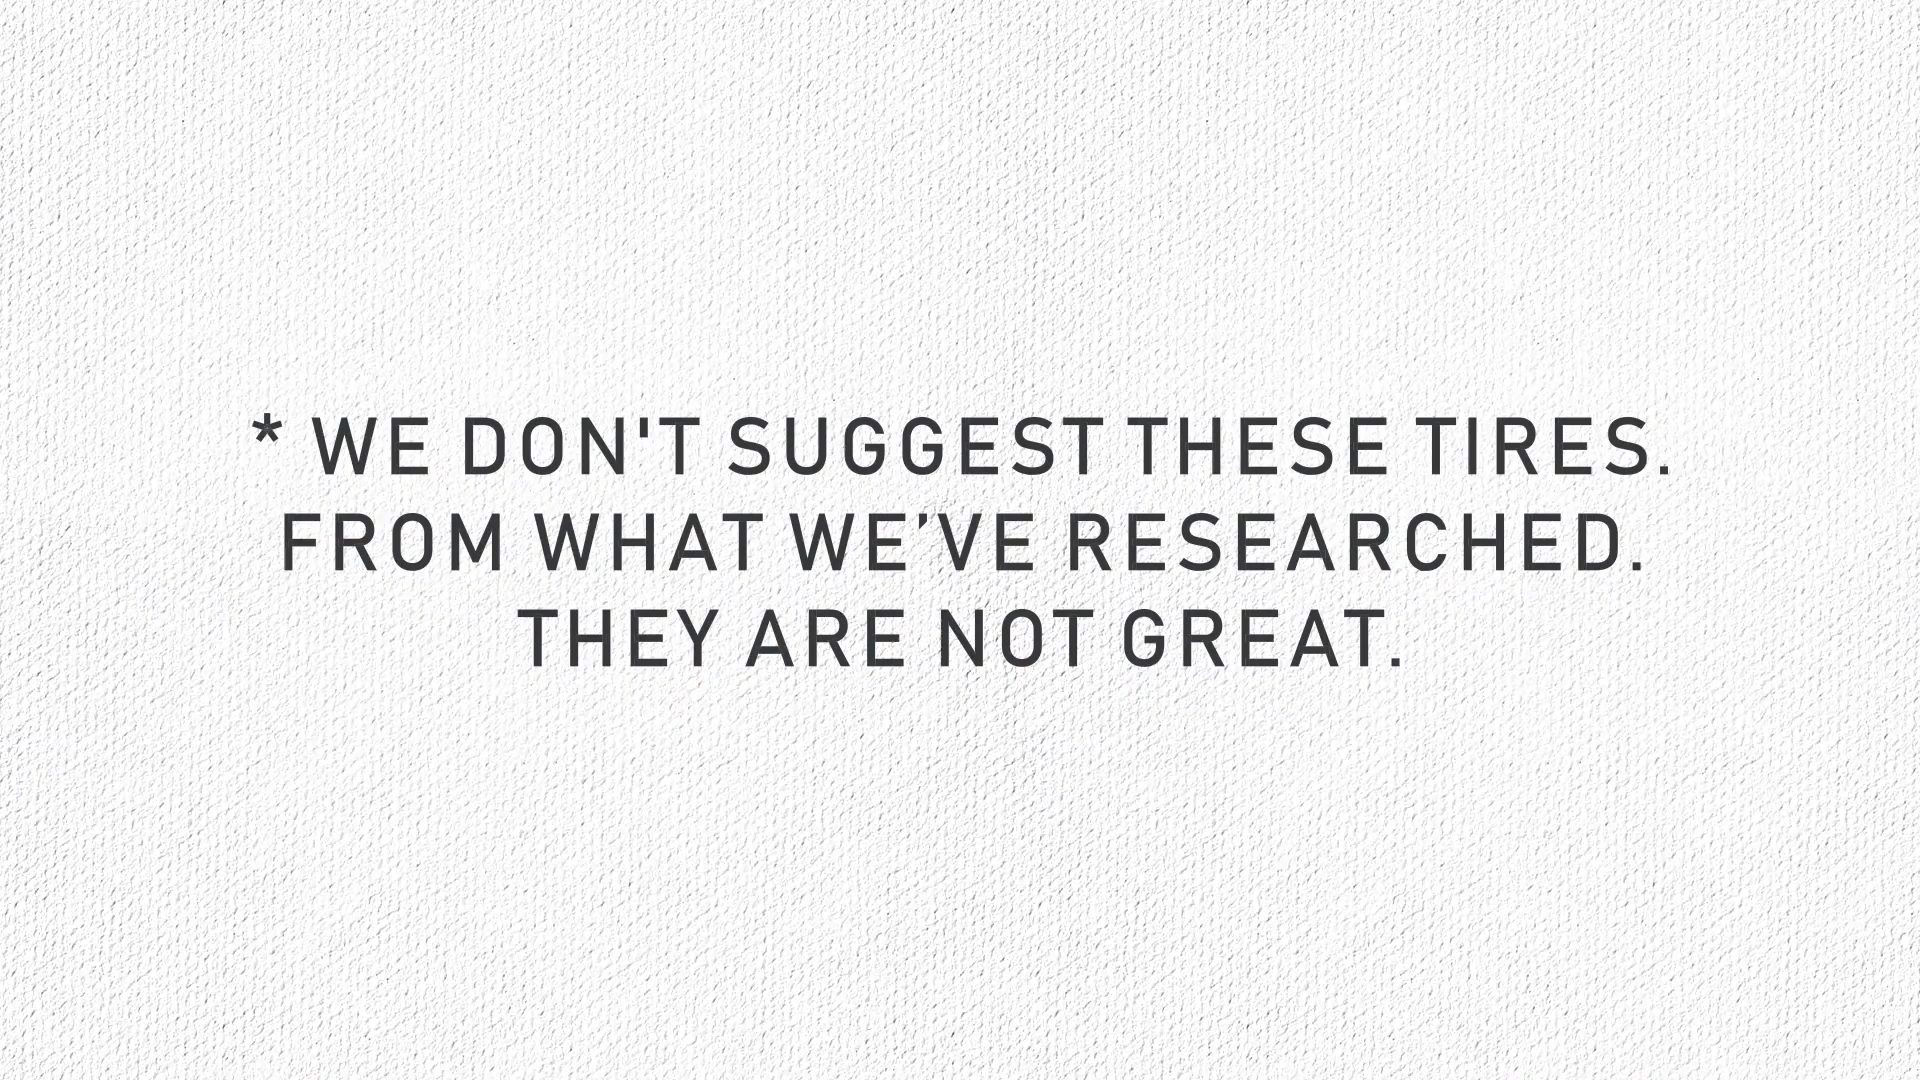 * WE DON'T SUGGEST THESE TIRES.
FROM WHAT WE’VE RESEARCHED.
THEY ARE NOT GREAT.